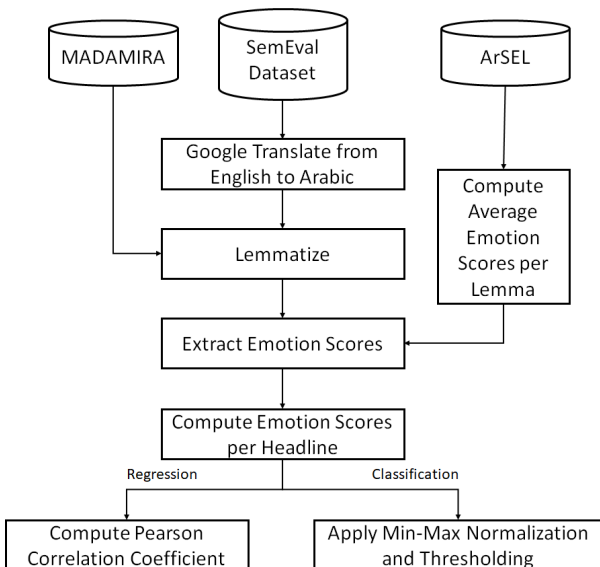 MADAMIRA
SemEval
Dataset
ArSEL
Google Translate from
English to Arabic
Compute
Average
Emotion
Scores per
Lemma
Lemmatize
Extract Emotion Scores
Compute Emotion Scores
per Headline
Regression
Classification
Compute Pearson
Correlation Coefficient
Apply Min-Max Normalization
and Thresholding